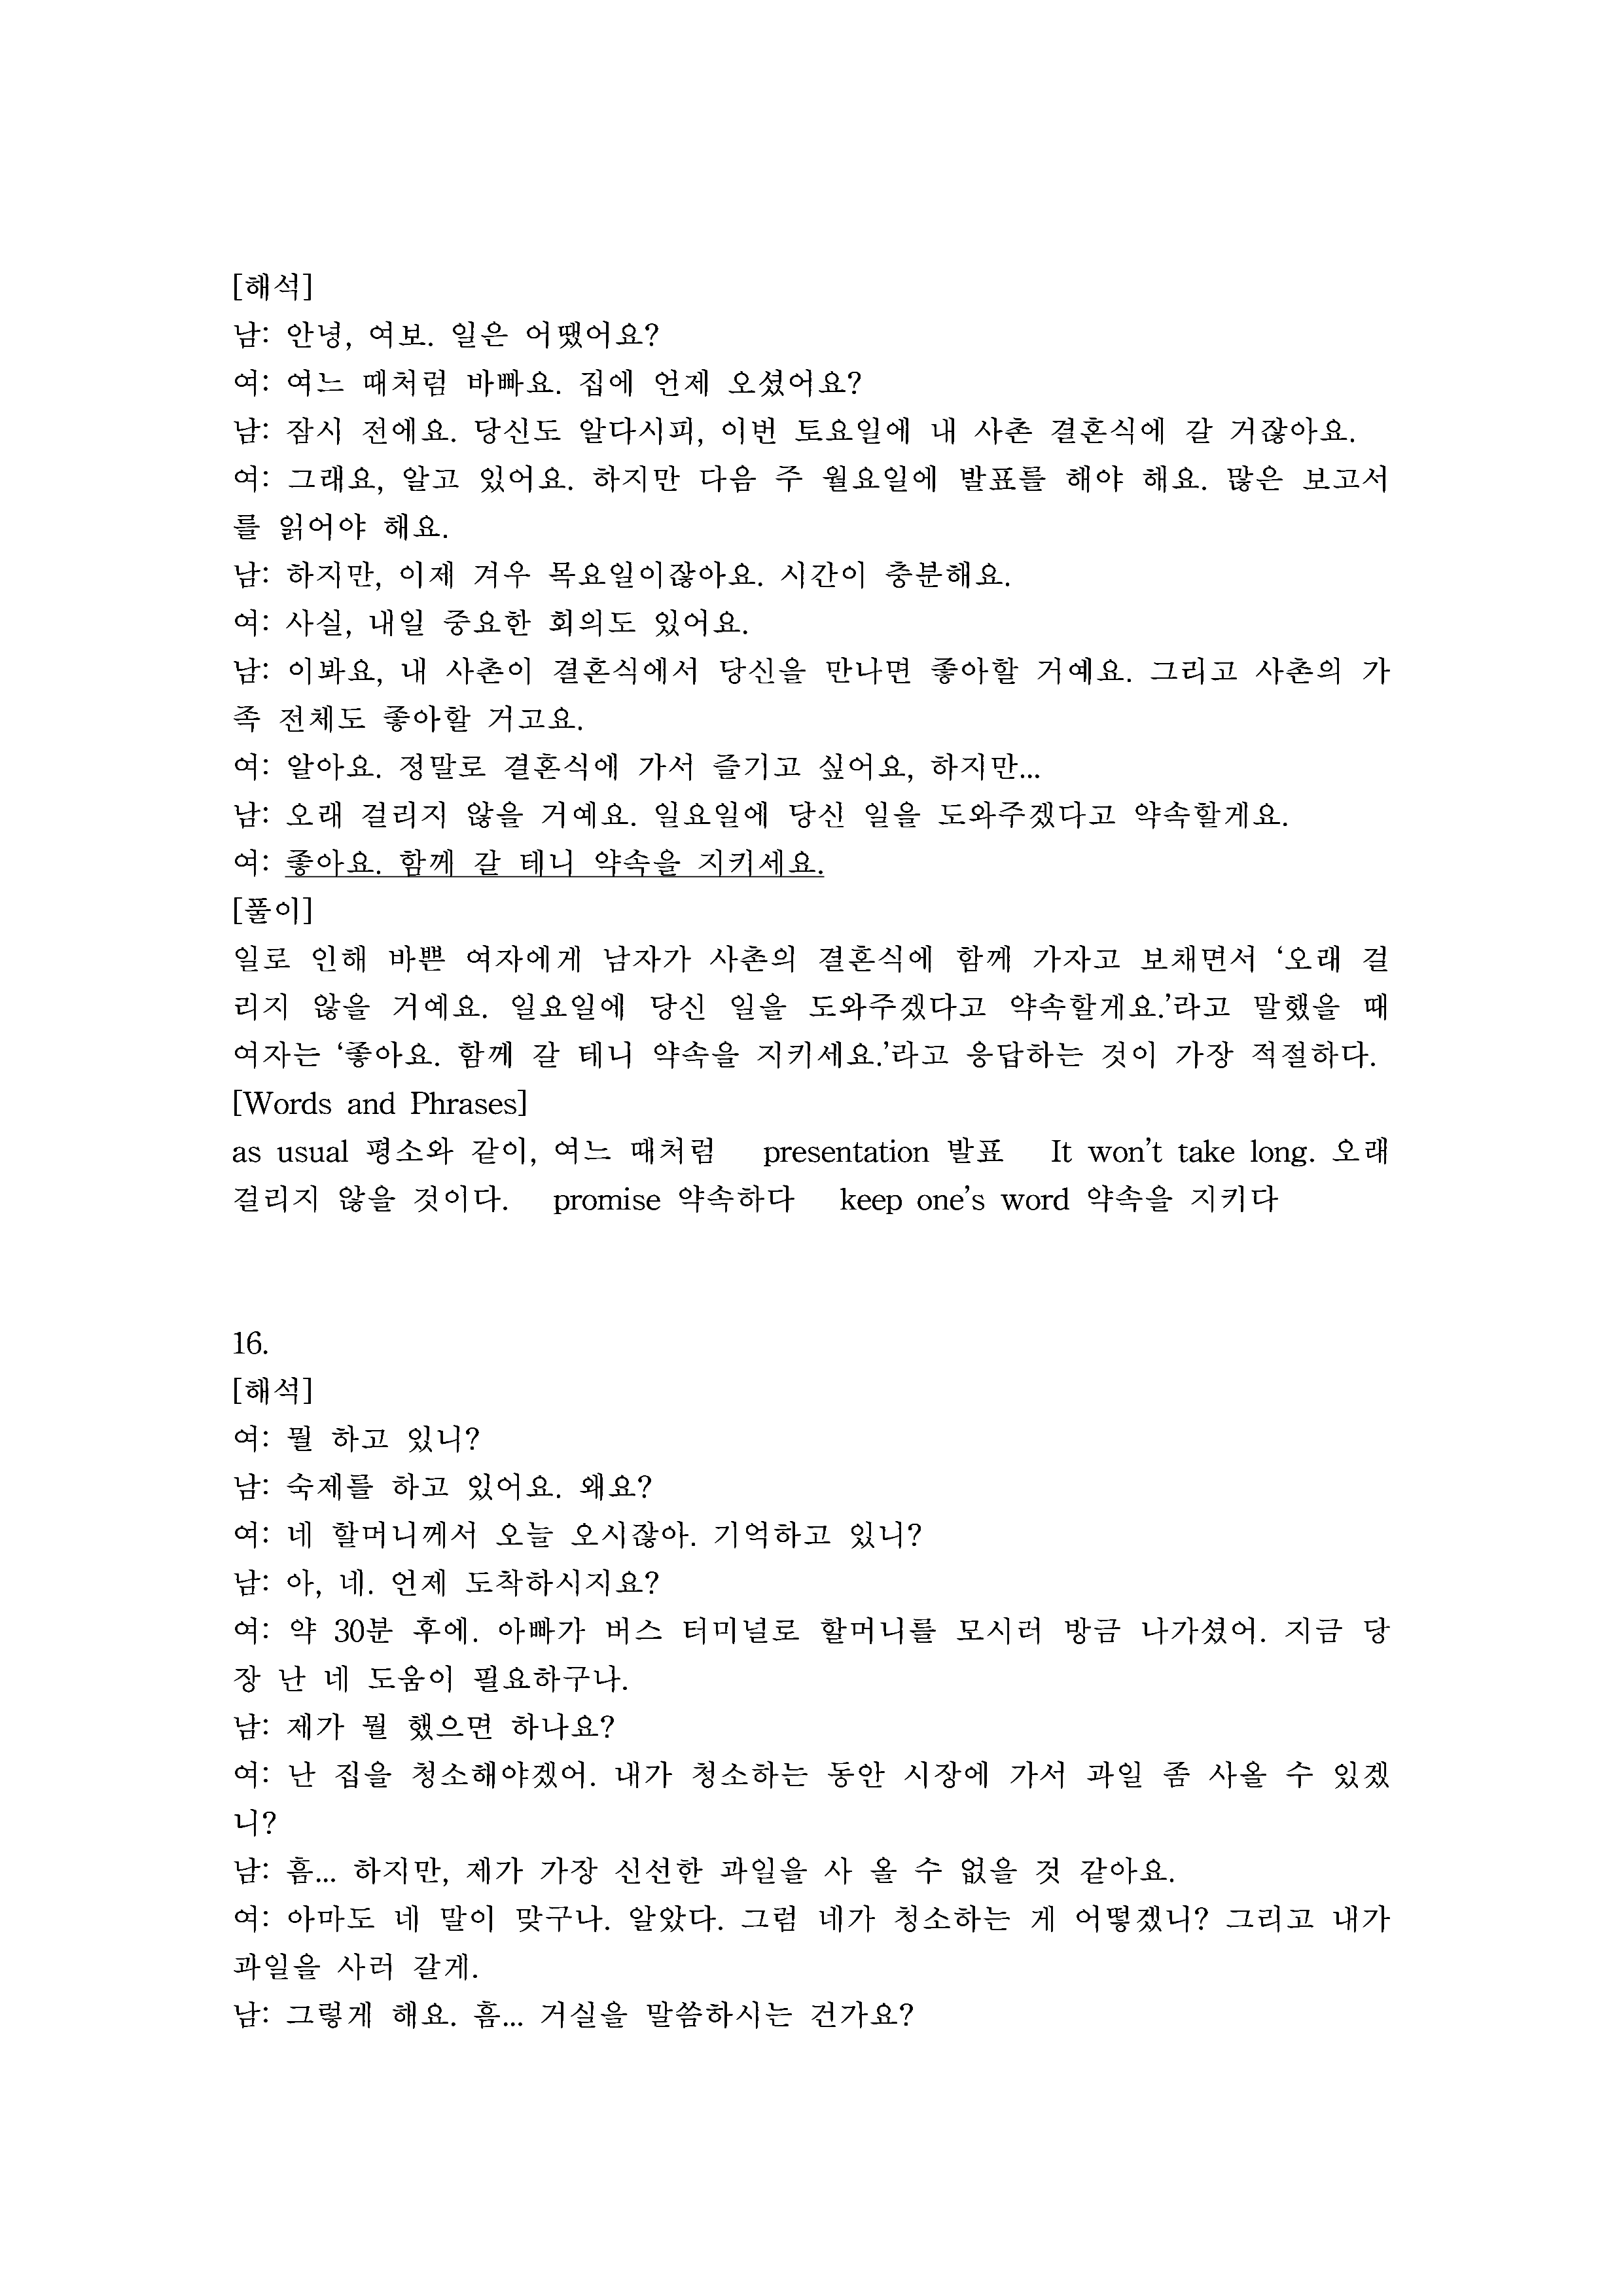 [해석]
남: 안녕, 여보. 일은 어땠어요?
여: 여느 때처럼 바빠요. 집에 언제 오셨어요?
남: 잠시 전에요. 당신도 알다시피, 이번 토요일에 내 사촌 결혼식에 갈 거잖아요.
여: 그래요, 알고 있어요. 하지만 다음 주 월요일에 발표를 해야 해요. 많은 보고서
를 읽어야 해요.
남: 하지만, 이제 겨우 목요일이잖아요. 시간이 충분해요.
여: 사실, 내일 중요한 회의도 있어요.
남: 이봐요, 내 사촌이 결혼식에서 당신을 만나면 좋아할 거예요. 그리고 사촌의 가
족 전체도 좋아할 거고요.
여: 알아요. 정말로 결혼식에 가서 즐기고 싶어요, 하지만...
남: 오래 걸리지 않을 거예요. 일요일에 당신 일을 도와주겠다고 약속할게요.
여: 좋아요. 함께 갈 테니 약속을 지키세요.
[풀이]
일로 인해 바쁜 여자에게 남자가 사촌의 결혼식에 함께 가자고 보채면서 ‘오래 걸
리지 않을 거예요. 일요일에 당신 일을 도와주겠다고 약속할게요.’라고 말했을 때
여자는 ‘좋아요. 함께 갈 테니 약속을 지키세요.’라고 응답하는 것이 가장 적절하다.
[Words and Phrases]
as usual 평소와 같이, 여느 때처럼 presentation 발표 It won’t take long. 오래
걸리지 않을 것이다. promise 약속하다 keep one’s word 약속을 지키다
16.
[해석]
여: 뭘 하고 있니?
남: 숙제를 하고 있어요. 왜요?
여: 네 할머니께서 오늘 오시잖아. 기억하고 있니?
남: 아, 네. 언제 도착하시지요?
여: 약 30분 후에. 아빠가 버스 터미널로 할머니를 모시러 방금 나가셨어. 지금 당
장 난 네 도움이 필요하구나.
남: 제가 뭘 했으면 하나요?
여: 난 집을 청소해야겠어. 내가 청소하는 동안 시장에 가서 과일 좀 사올 수 있겠
니?
남: 흠... 하지만, 제가 가장 신선한 과일을 사 올 수 없을 것 같아요.
여: 아마도 네 말이 맞구나. 알았다. 그럼 네가 청소하는 게 어떻겠니? 그리고 내가
과일을 사러 갈게.
남: 그렇게 해요. 흠... 거실을 말씀하시는 건가요?